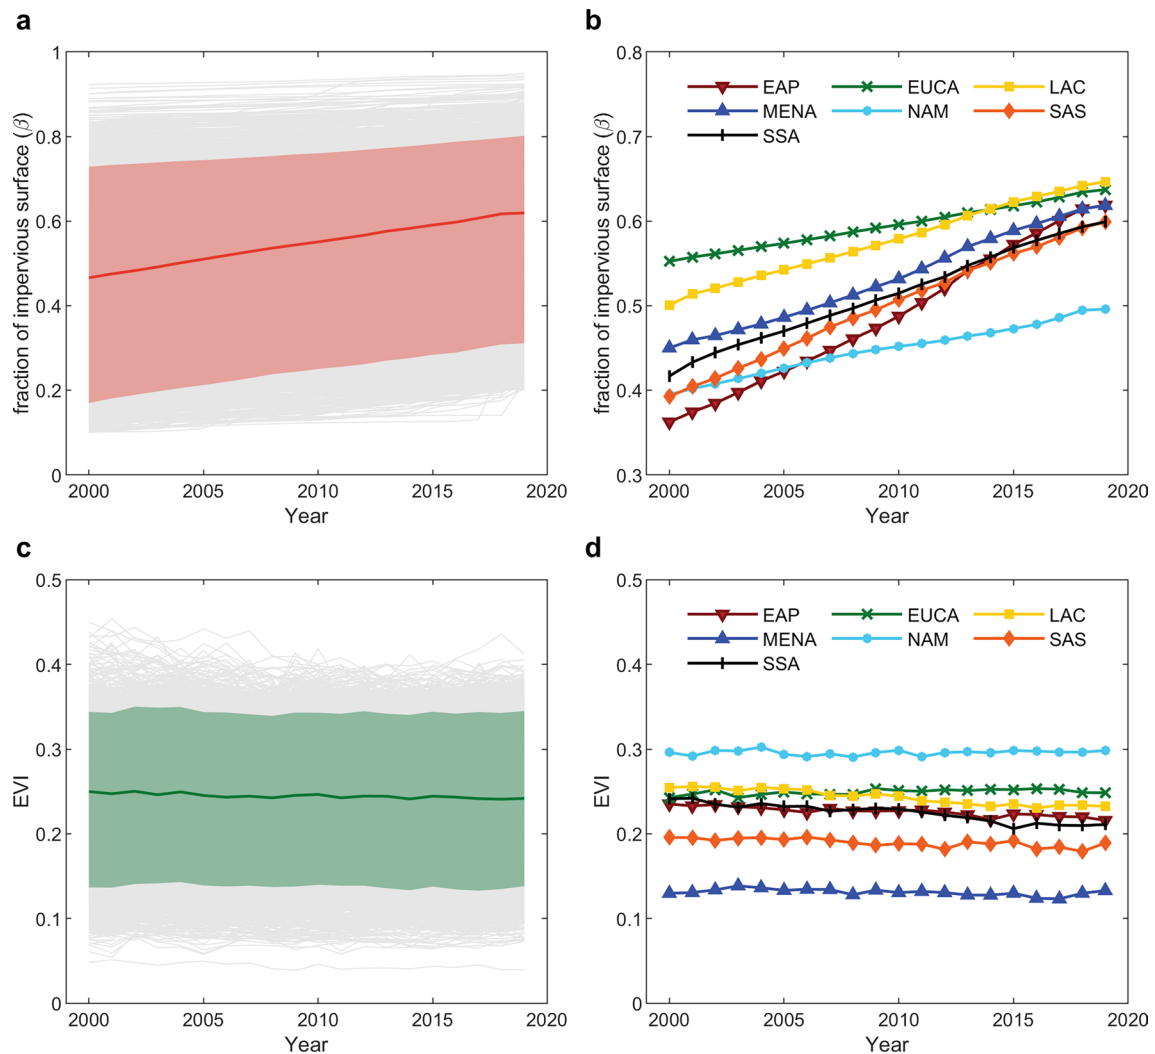 a
fraction of impervious surface (β)
1
0.8
0.6
0.4
0.2
0
2000 2005 2010 2015 2020
Year
b
fraction of impervious surface (β)
0.8
0.7
0.6
0.5
0.4
0.3
EAP EUCA LAC
MENA NAM SAS
SSA
2000 2005 2010 2015 2020
Year
c
EVI
0.5
0.4
0.3
0.2
0.1
0
2000 2005 2010 2015 2020
Year
d
EVI
0.5
0.4
0.3
0.2
0.1
0
EAP EUCA LAC
MENA NAM SAS
SSA
2000 2005 2010 2015 2020
Year